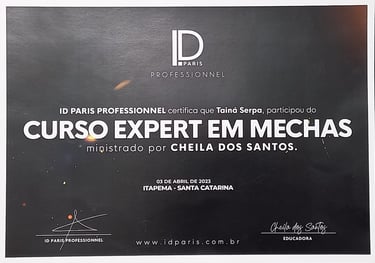 ID
PARIS
PROFESSIONNEL
ID PARIS PROFESSIONNEL certifica que Tainá Serpa, participou do
CURSO EXPERT EM MECHAS
ministrado por CHEILA DOS SANTOS.
03 DE ABRIL DE 2023
ITAPEMA - SANTA CATARINA
Cheila dos Santos
ID PARIS PROFESSIONNEL
www.idparis.com.br
EDUCADORA